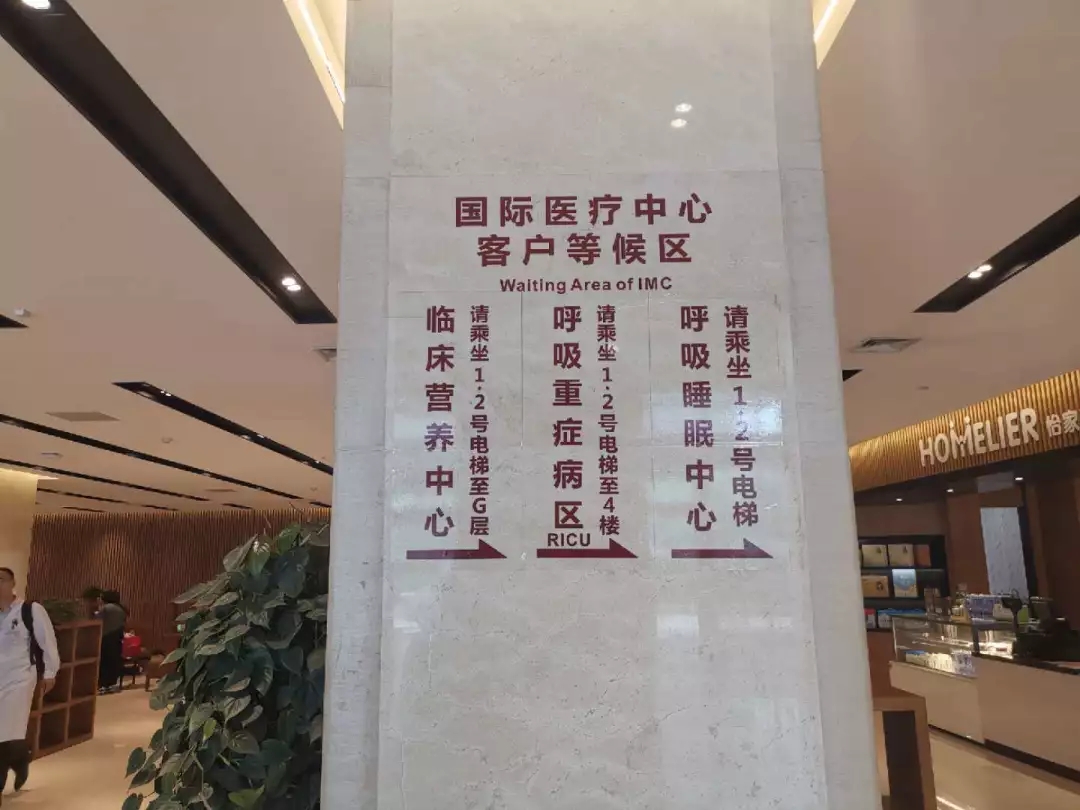 国际医疗中心
客户等候区
Waiting Area of IMC
临床营养中心
请乘坐1.2号电梯至G层
呼吸重症病区
RICU
请乘坐1.2号电梯至4楼
呼吸睡眠中心
请乘坐1.2号电梯
HOMELIER 怡家